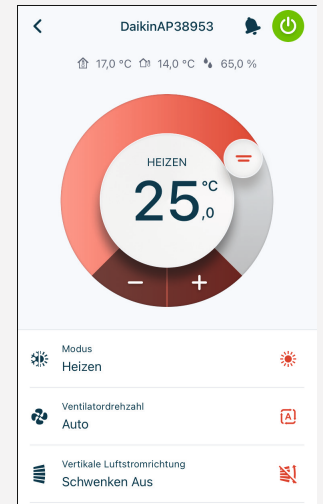 DaikinAP38953
17,0 °C 14,0 °C 65,0 %
HEIZEN
25,0 °C
Modus
Heizen
Ventilatordrehzahl
Auto
A
Vertikale Luftstromrichtung
Schwenken Aus